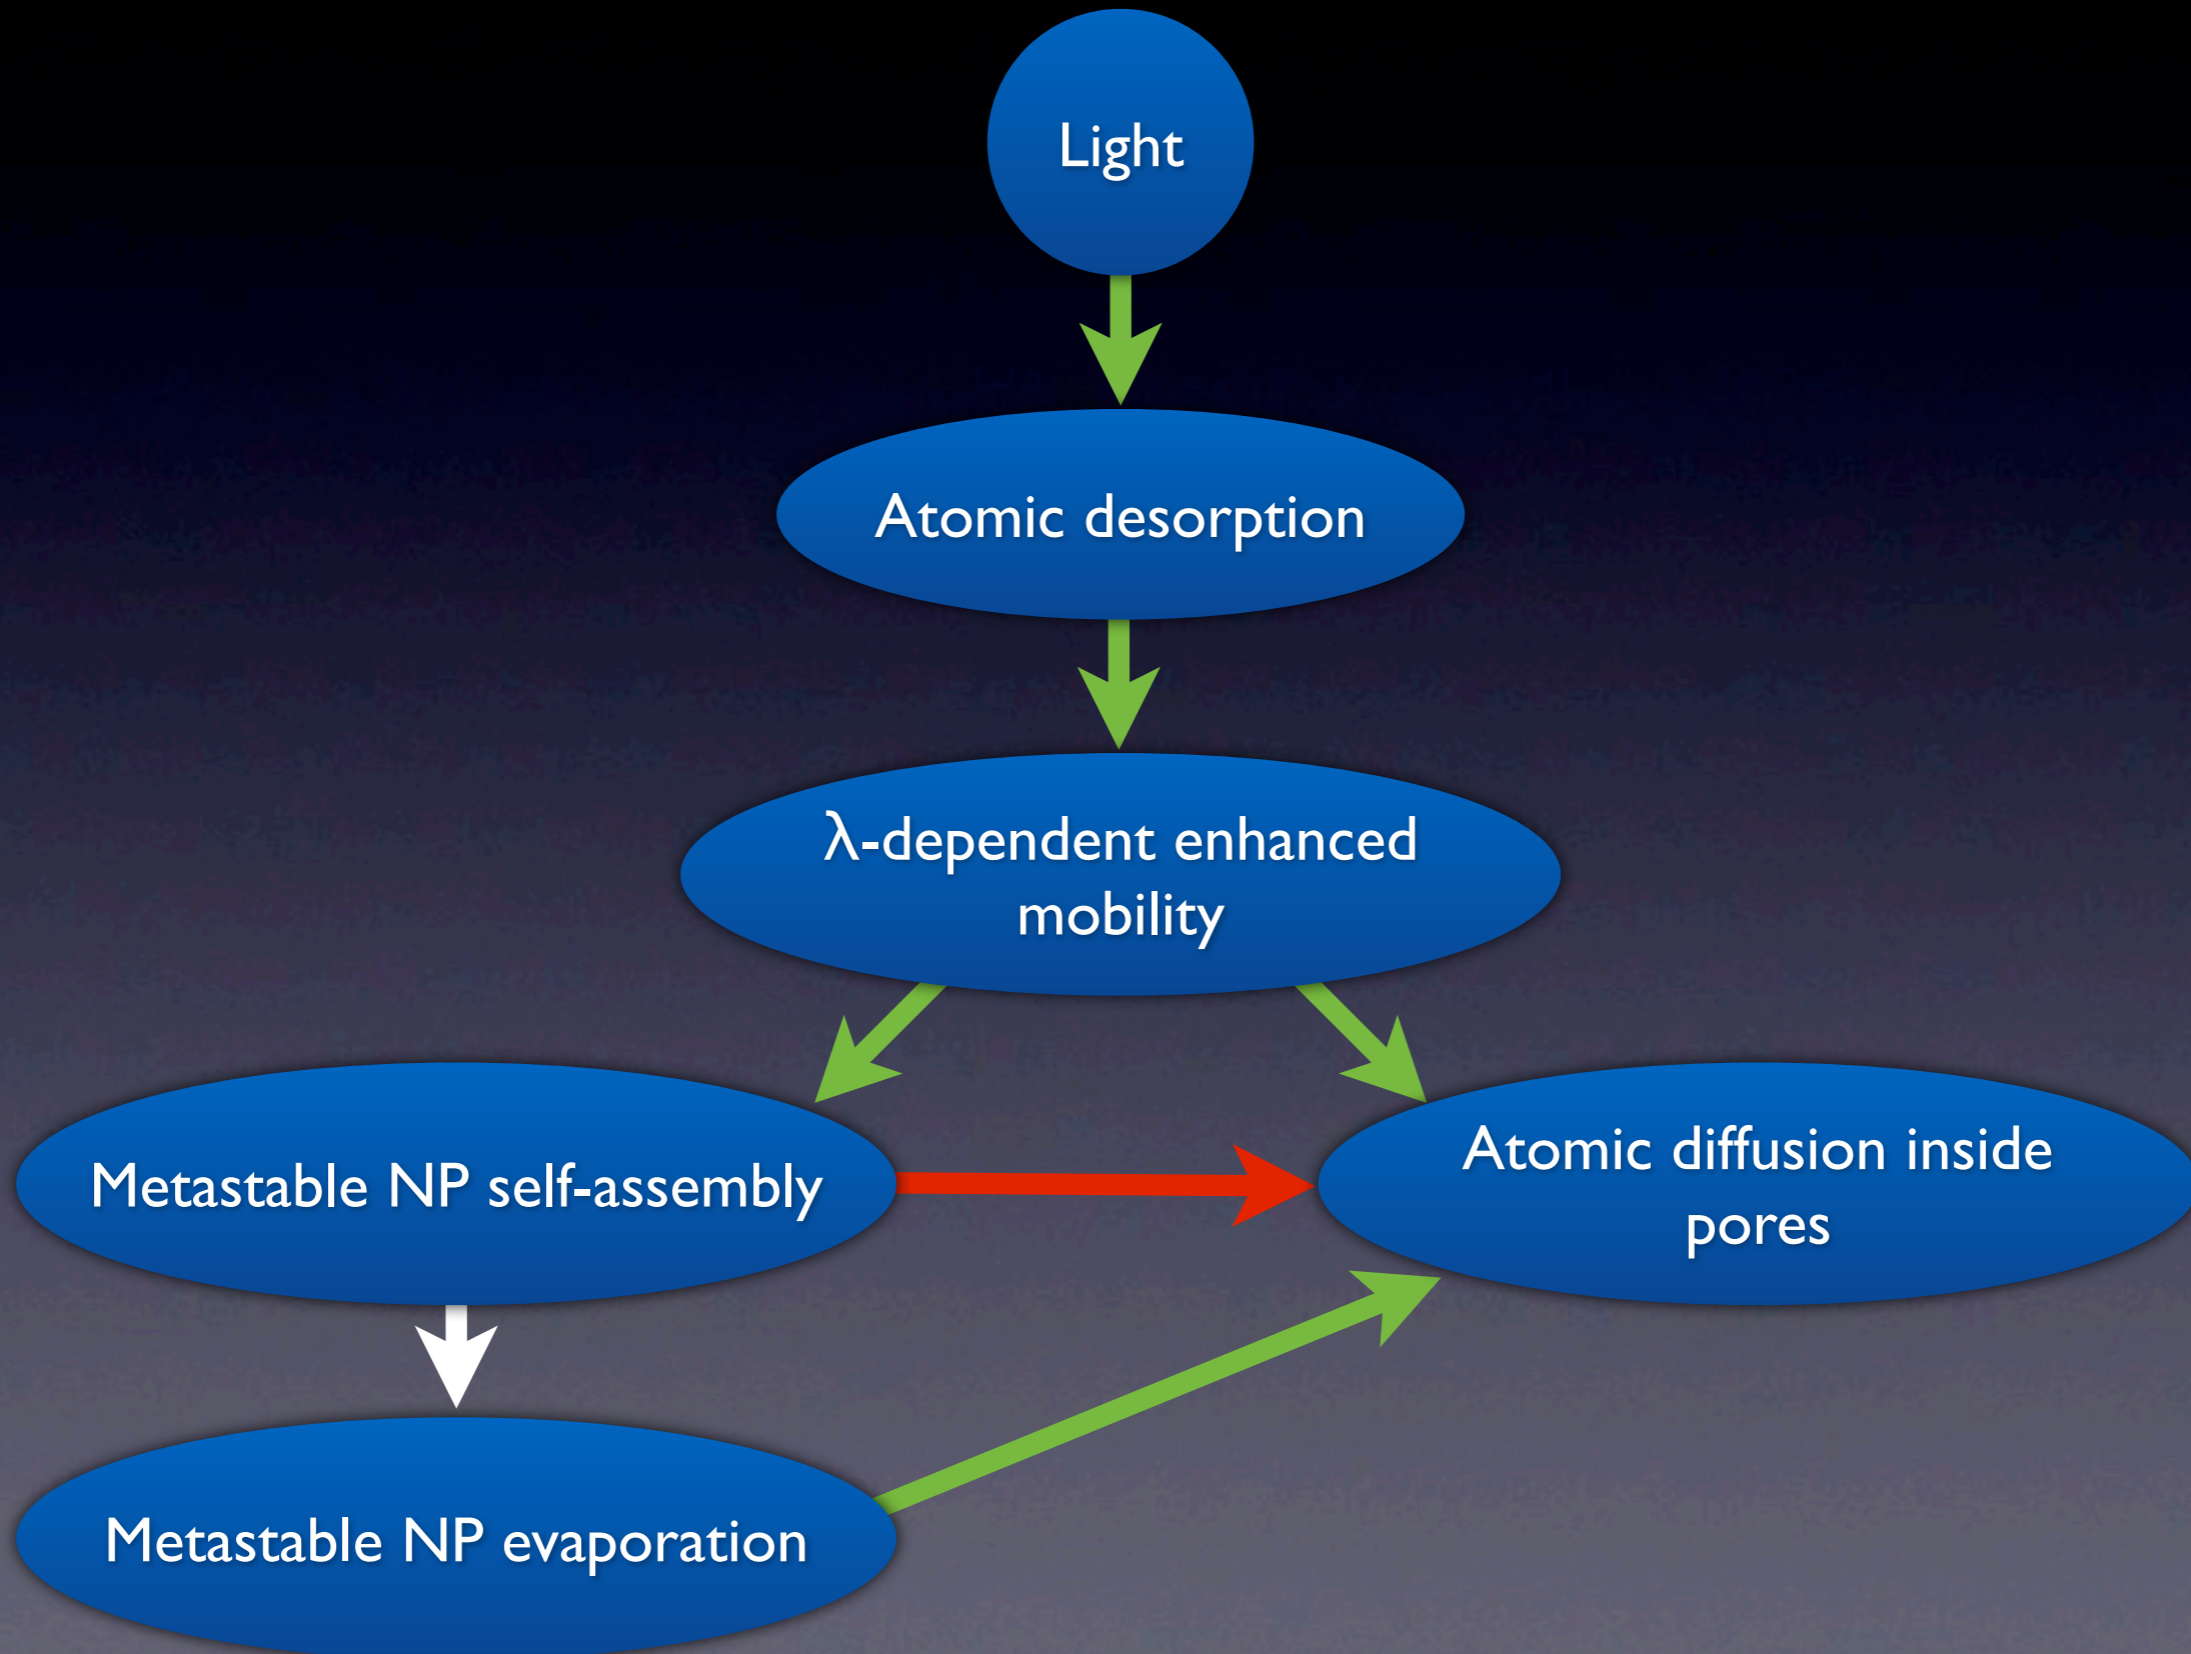 Light
Atomic desorption
λ-dependent enhanced
mobility
Metastable NP self-assembly
Atomic diffusion inside
pores
Metastable NP evaporation